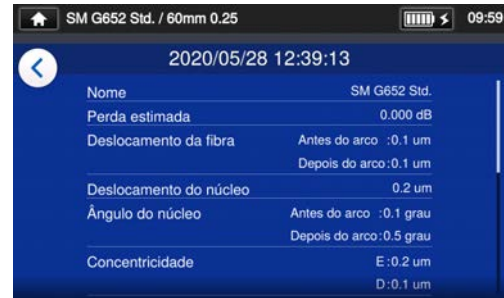 SM G652 Std. / 60mm 0.25 09:59
2020/05/28 12:39:13
Nome SM G652 Std.
Perda estimada 0.000 dB
Deslocamento da fibra Antes do arco :0.1 um
Depois do arco:0.1 um
Deslocamento do núcleo 0.2 um
Ângulo do núcleo Antes do arco :0.1 grau
Depois do arco:0.5 grau
Concentricidade E:0.2 um
D:0.1 um